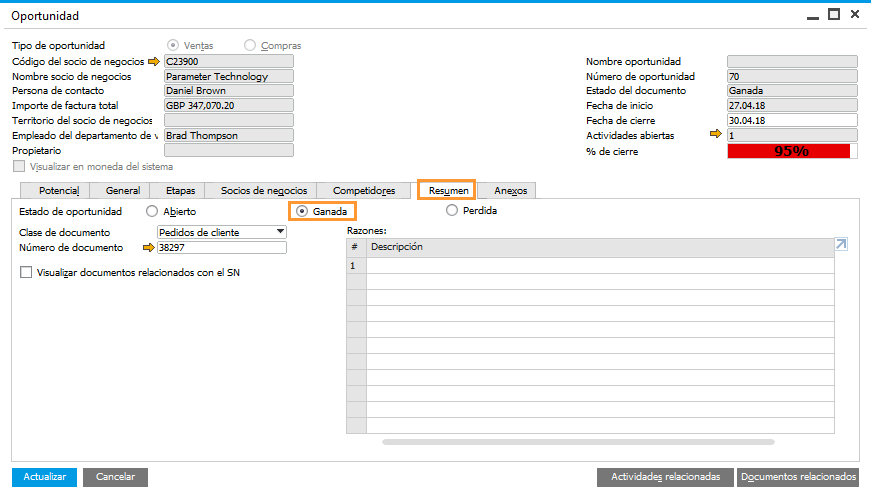 Oportunidad
Tipo de oportunidad Ventas Compras
Código del socio de negocios C23900
Nombre socio de negocios Parameter Technology
Persona de contacto Daniel Brown
Importe de factura total GBP 347,070.20
Territorio del socio de negocios
Empleado del departamento de v Brad Thompson
Propietario
Visualizar en moneda del sistema
Nombre oportunidad
Número de oportunidad 70
Estado del documento Ganada
Fecha de inicio 27.04.18
Fecha de cierre 30.04.18
Actividades abiertas 1
% de cierre 95%
Potencial General Etapas Socios de negocios Competidores Resumen Anexos
Estado de oportunidad Abierto Ganada Perdida
Clase de documento Pedidos de cliente
Número de documento 38297
Visualizar documentos relacionados con el SN
Razones:
# Descripción
1
Actualizar Cancelar Actividades relacionadas Documentos relacionados